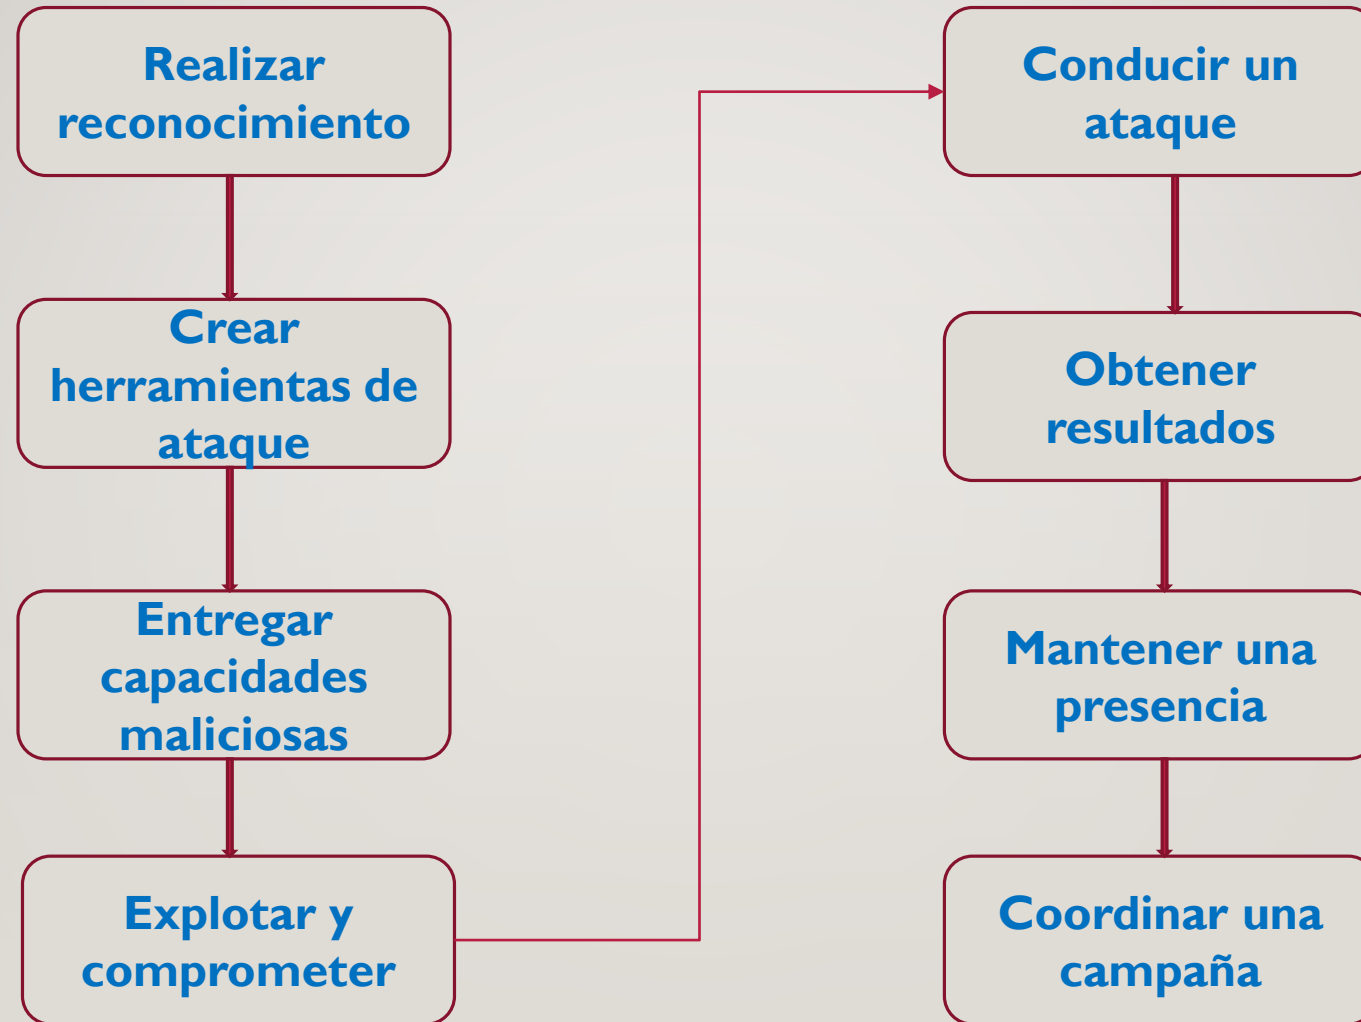 Realizar
reconocimiento
Crear
herramientas de
ataque
Entregar
capacidades
maliciosas
Explotar y
comprometer
Conducir un
ataque
Obtener
resultados
Mantener una
presencia
Coordinar una
campaña